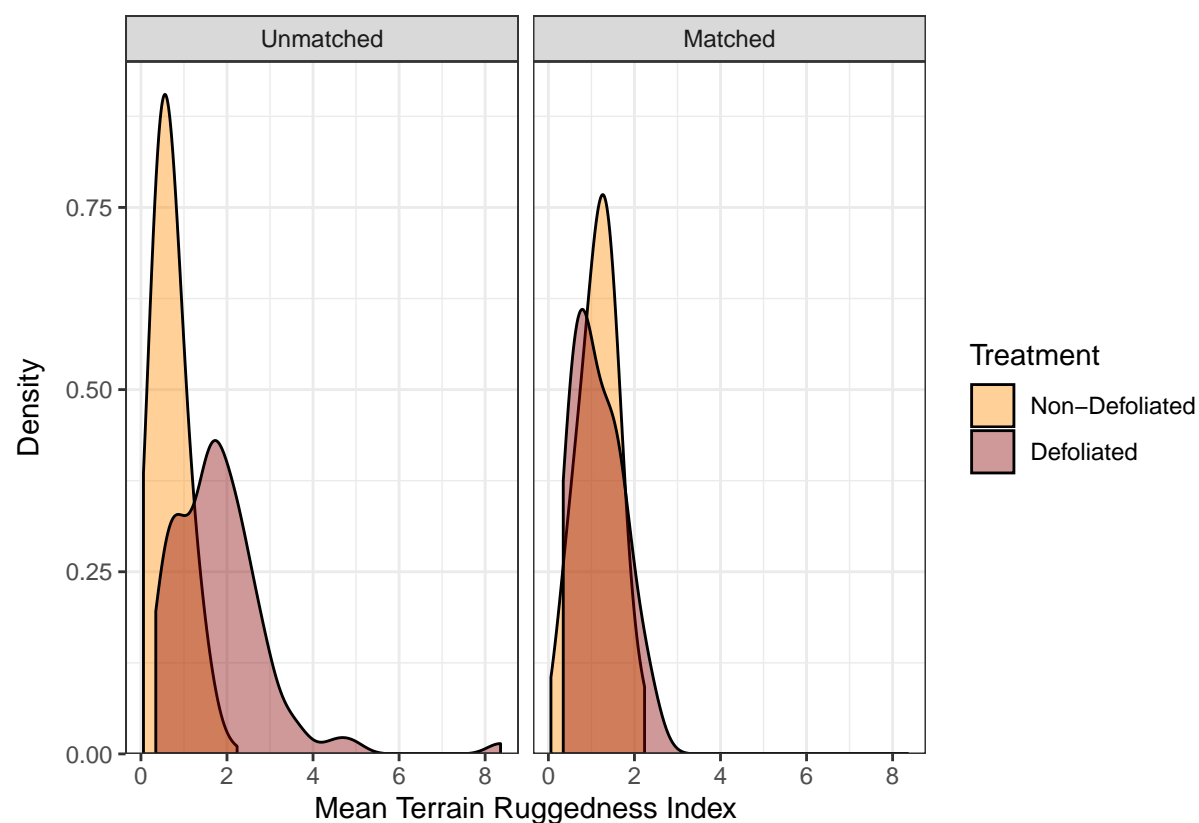 Unmatched
Matched
Density
0.75
0.50
0.25
0.00
0 2 4 6 8
0 2 4 6 8
Mean Terrain Ruggedness Index
Treatment
Non−Defoliated
Defoliated